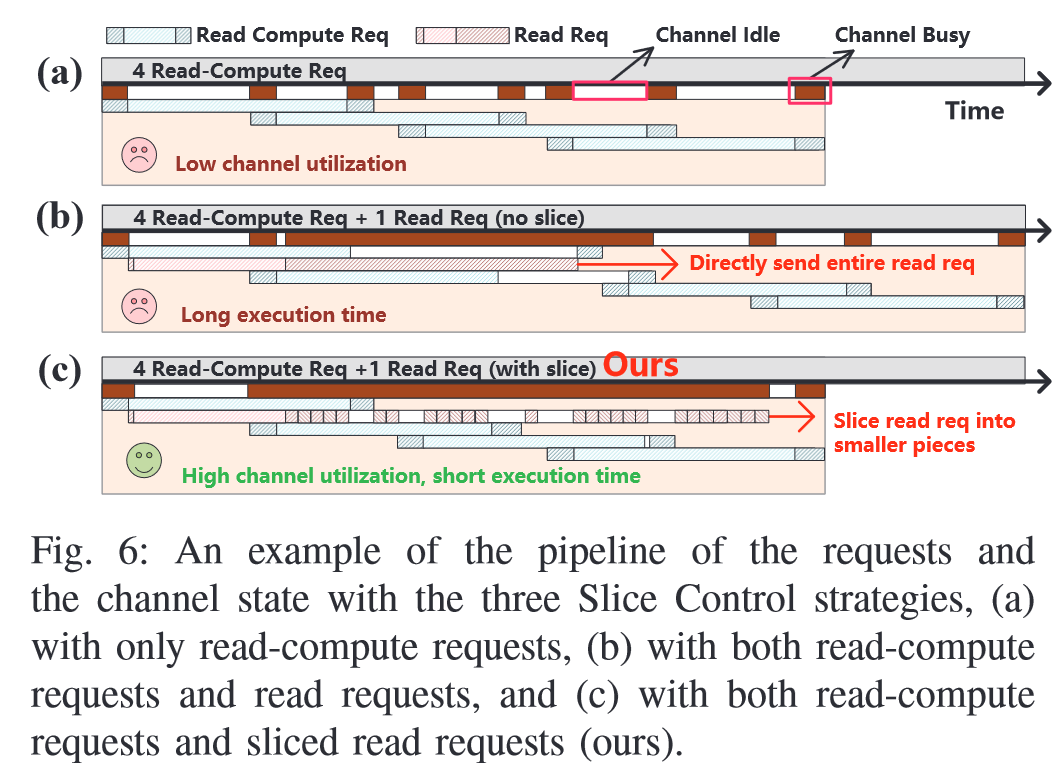 Read Compute Req Read Req Channel Idle Channel Busy
(a) 4 Read-Compute Req
Time
Low channel utilization
(b) 4 Read-Compute Req + 1 Read Req (no slice)
Directly send entire read req
Long execution time
(c) 4 Read-Compute Req +1 Read Req (with slice) Ours
Slice read req into
smaller pieces
High channel utilization, short execution time
Fig. 6: An example of the pipeline of the requests and
the channel state with the three Slice Control strategies, (a)
with only read-compute requests, (b) with both read-compute
requests and read requests, and (c) with both read-compute
requests and sliced read requests (ours).